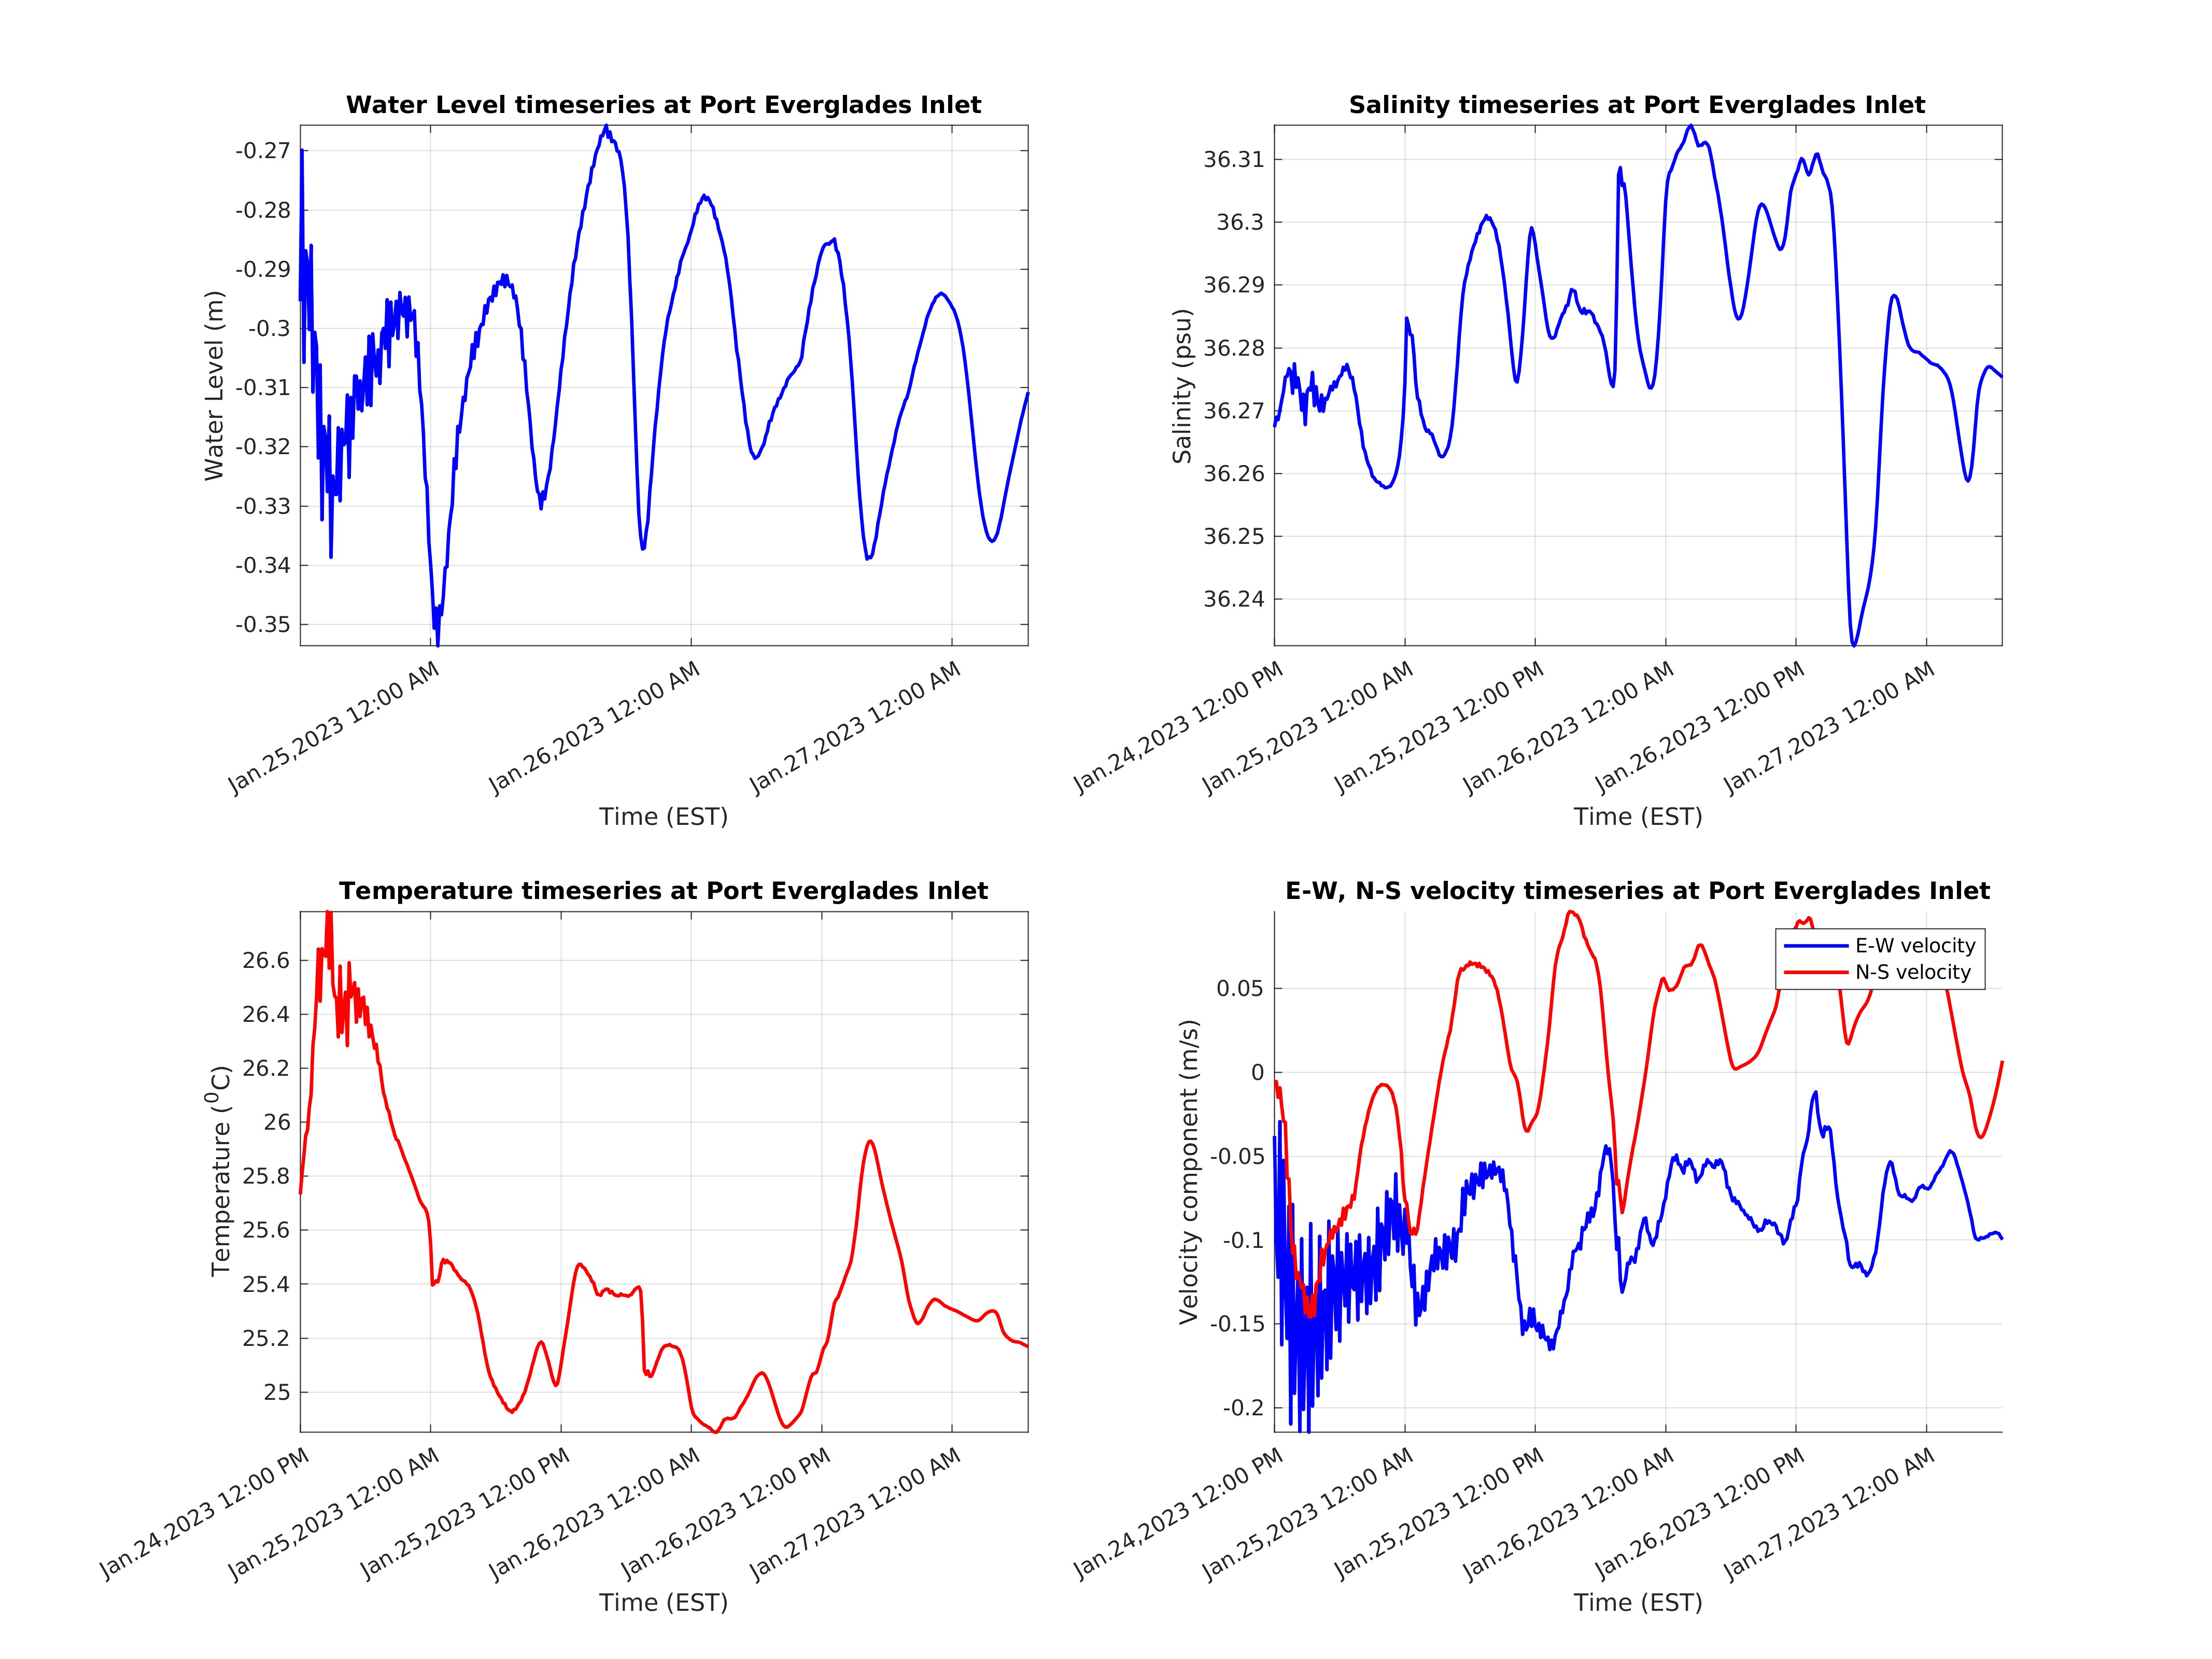 Water Level timeseries at Port Everglades Inlet
Water Level (m)
-0.27
-0.28
-0.29
-0.3
-0.31
-0.32
-0.33
-0.34
-0.35
Jan.25,2023 12:00 AM
Jan.26,2023 12:00 AM
Jan.27,2023 12:00 AM
Time (EST)
Salinity timeseries at Port Everglades Inlet
Salinity (psu)
36.31
36.3
36.29
36.28
36.27
36.26
36.25
36.24
Jan.24,2023 12:00 PM
Jan.25,2023 12:00 AM
Jan.25,2023 12:00 PM
Jan.26,2023 12:00 AM
Jan.26,2023 12:00 PM
Jan.27,2023 12:00 AM
Time (EST)
Temperature timeseries at Port Everglades Inlet
Temperature (⁰C)
26.6
26.4
26.2
26
25.8
25.6
25.4
25.2
25
Jan.24,2023 12:00 PM
Jan.25,2023 12:00 AM
Jan.25,2023 12:00 PM
Jan.26,2023 12:00 AM
Jan.26,2023 12:00 PM
Jan.27,2023 12:00 AM
Time (EST)
E-W, N-S velocity timeseries at Port Everglades Inlet
E-W velocity
N-S velocity
Velocity component (m/s)
0.05
0
-0.05
-0.1
-0.15
-0.2
Jan.24,2023 12:00 PM
Jan.25,2023 12:00 AM
Jan.25,2023 12:00 PM
Jan.26,2023 12:00 AM
Jan.26,2023 12:00 PM
Jan.27,2023 12:00 AM
Time (EST)